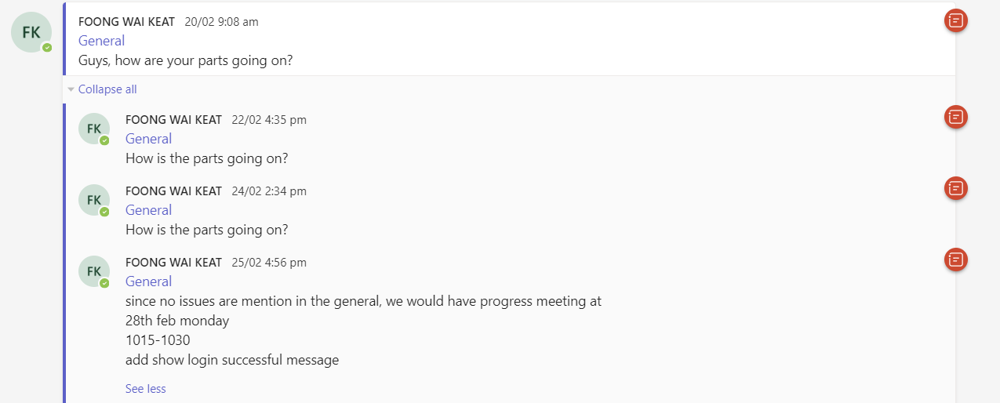 FK
FOONG WAI KEAT 20/02 9:08 am
General
Guys, how are your parts going on?
Collapse all
FK
FOONG WAI KEAT 22/02 4:35 pm
General
How is the parts going on?
FK
FOONG WAI KEAT 24/02 2:34 pm
General
How is the parts going on?
FK
FOONG WAI KEAT 25/02 4:56 pm
General
since no issues are mention in the general, we would have progress meeting at
28th feb monday
1015-1030
add show login successful message
See less